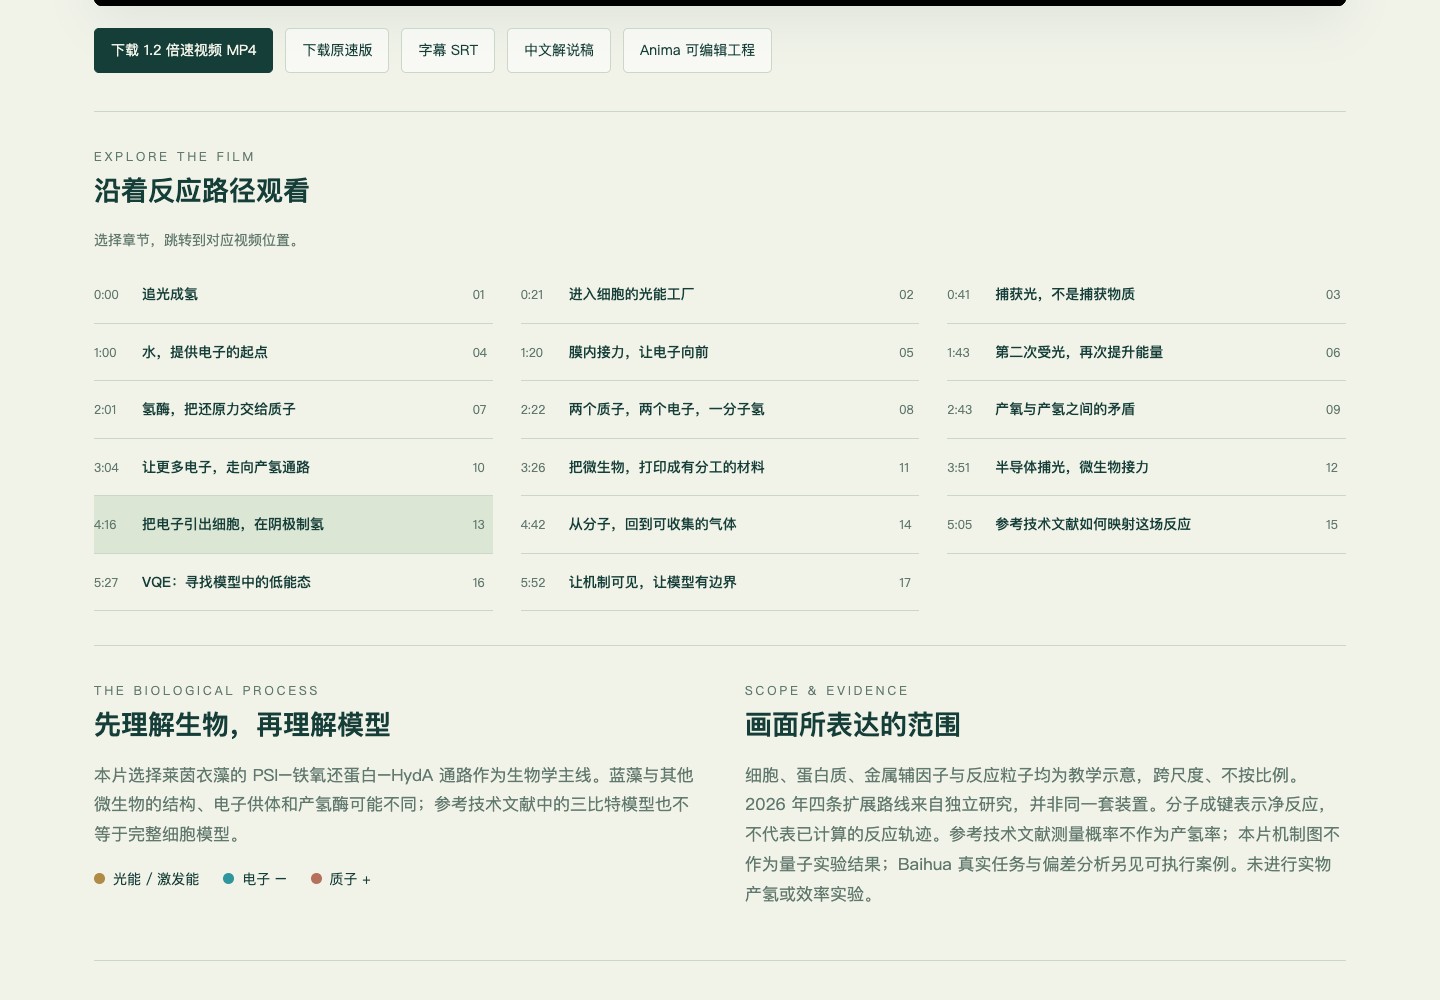 下载 1.2 倍速视频 MP4
下载原速版
字幕 SRT
中文解说稿
Anima 可编辑工程
EXPLORE THE FILM
沿着反应路径观看
选择章节，跳转到对应视频位置。
0:00 追光成氢 01
0:21 进入细胞的光能工厂 02
0:41 捕获光，不是捕获物质 03
1:00 水，提供电子的起点 04
1:20 膜内接力，让电子向前 05
1:43 第二次受光，再次提升能量 06
2:01 氢酶，把还原力交给质子 07
2:22 两个质子，两个电子，一分子氢 08
2:43 产氧与产氢之间的矛盾 09
3:04 让更多电子，走向产氢通路 10
3:26 把微生物，打印成有分工的材料 11
3:51 半导体捕光，微生物接力 12
4:16 把电子引出细胞，在阴极制氢 13
4:42 从分子，回到可收集的气体 14
5:05 参考技术文献如何映射这场反应 15
5:27 VQE：寻找模型中的低能态 16
5:52 让机制可见，让模型有边界 17
THE BIOLOGICAL PROCESS
先理解生物，再理解模型
本片选择莱茵衣藻的 PSI—铁氧还蛋白—HydA 通路作为生物学主线。蓝藻与其他
微生物的结构、电子供体和产氢酶可能不同；参考技术文献中的三比特模型也不
等于完整细胞模型。
光能 / 激发能
电子 −
质子 +
SCOPE & EVIDENCE
画面所表达的范围
细胞、蛋白质、金属辅因子与反应粒子均为教学示意，跨尺度、不按比例。
2026 年四条扩展路线来自独立研究，并非同一套装置。分子成键表示净反应，
不代表已计算的反应轨迹。参考技术文献测量概率不作为产氢率；本片机制图不
作为量子实验结果；Baihua 真实任务与偏差分析另见可执行案例。未进行实物
产氢或效率实验。